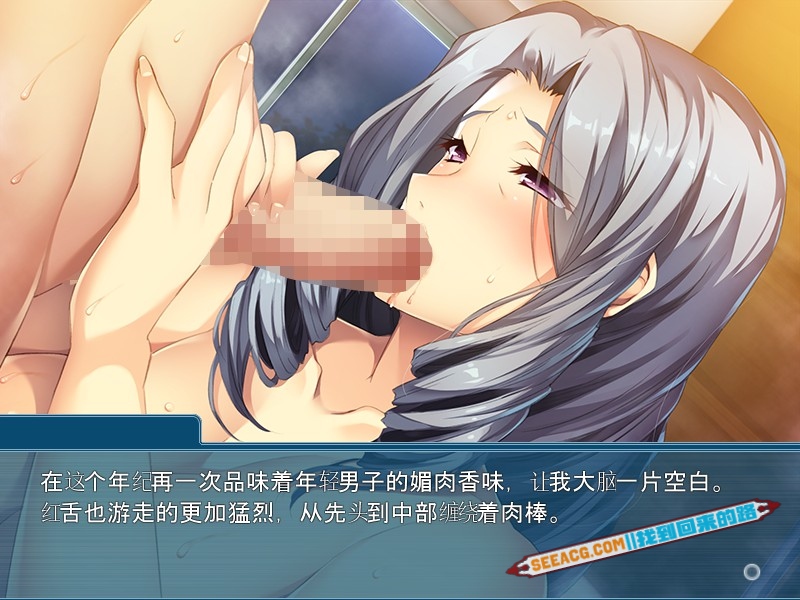 在这个年纪再一次品味着年轻男子的媚肉香味，让我大脑一片空白。
红舌也游走的更加猛烈，从先头到中部缠绕着肉棒。
SEEACG.COM||找到回来的路